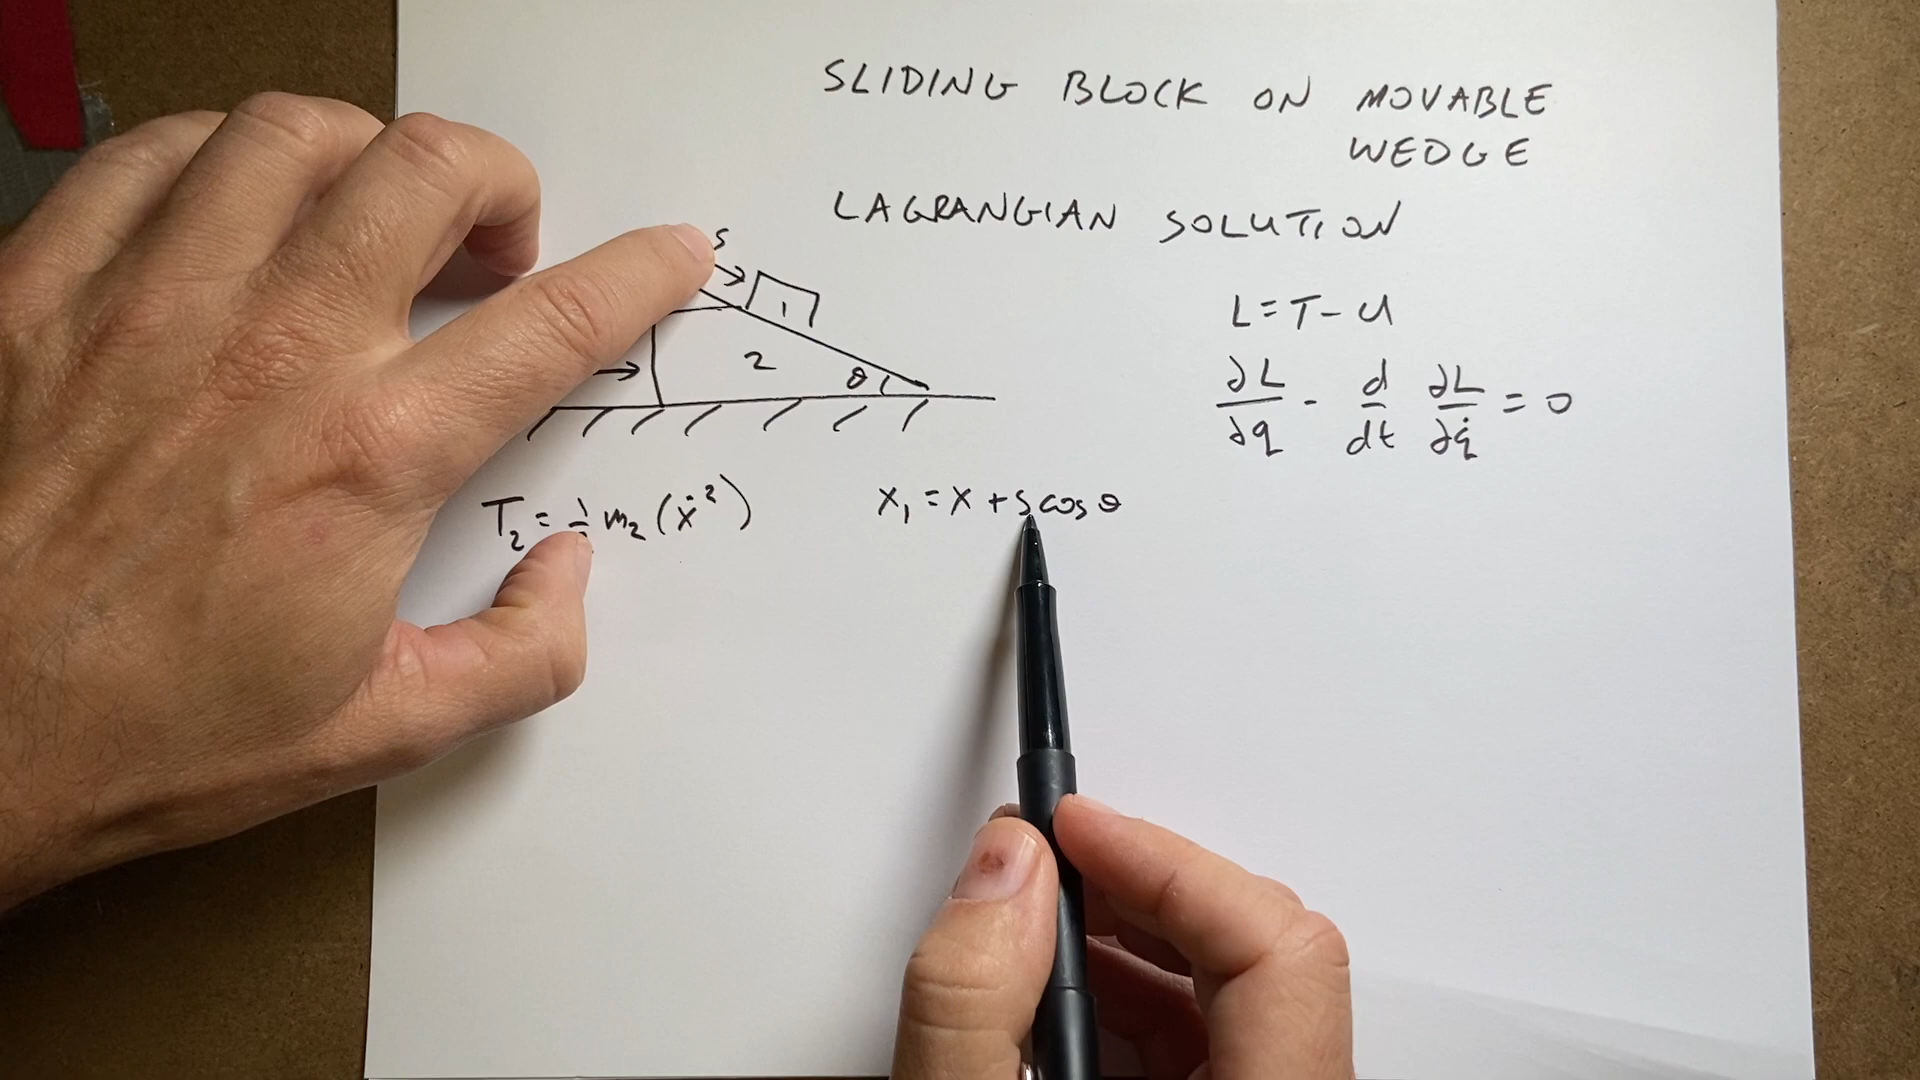 SLIDING BLOCK ON MOVABLE
WEDGE
LAGRANGIAN SOLUTION
s
1
2
θ
L = T - U
∂L/∂q - d/dt ∂L/∂q̇ = 0
T₂ = ½ m₂ (ẋ²)
x₁ = x + s cos θ